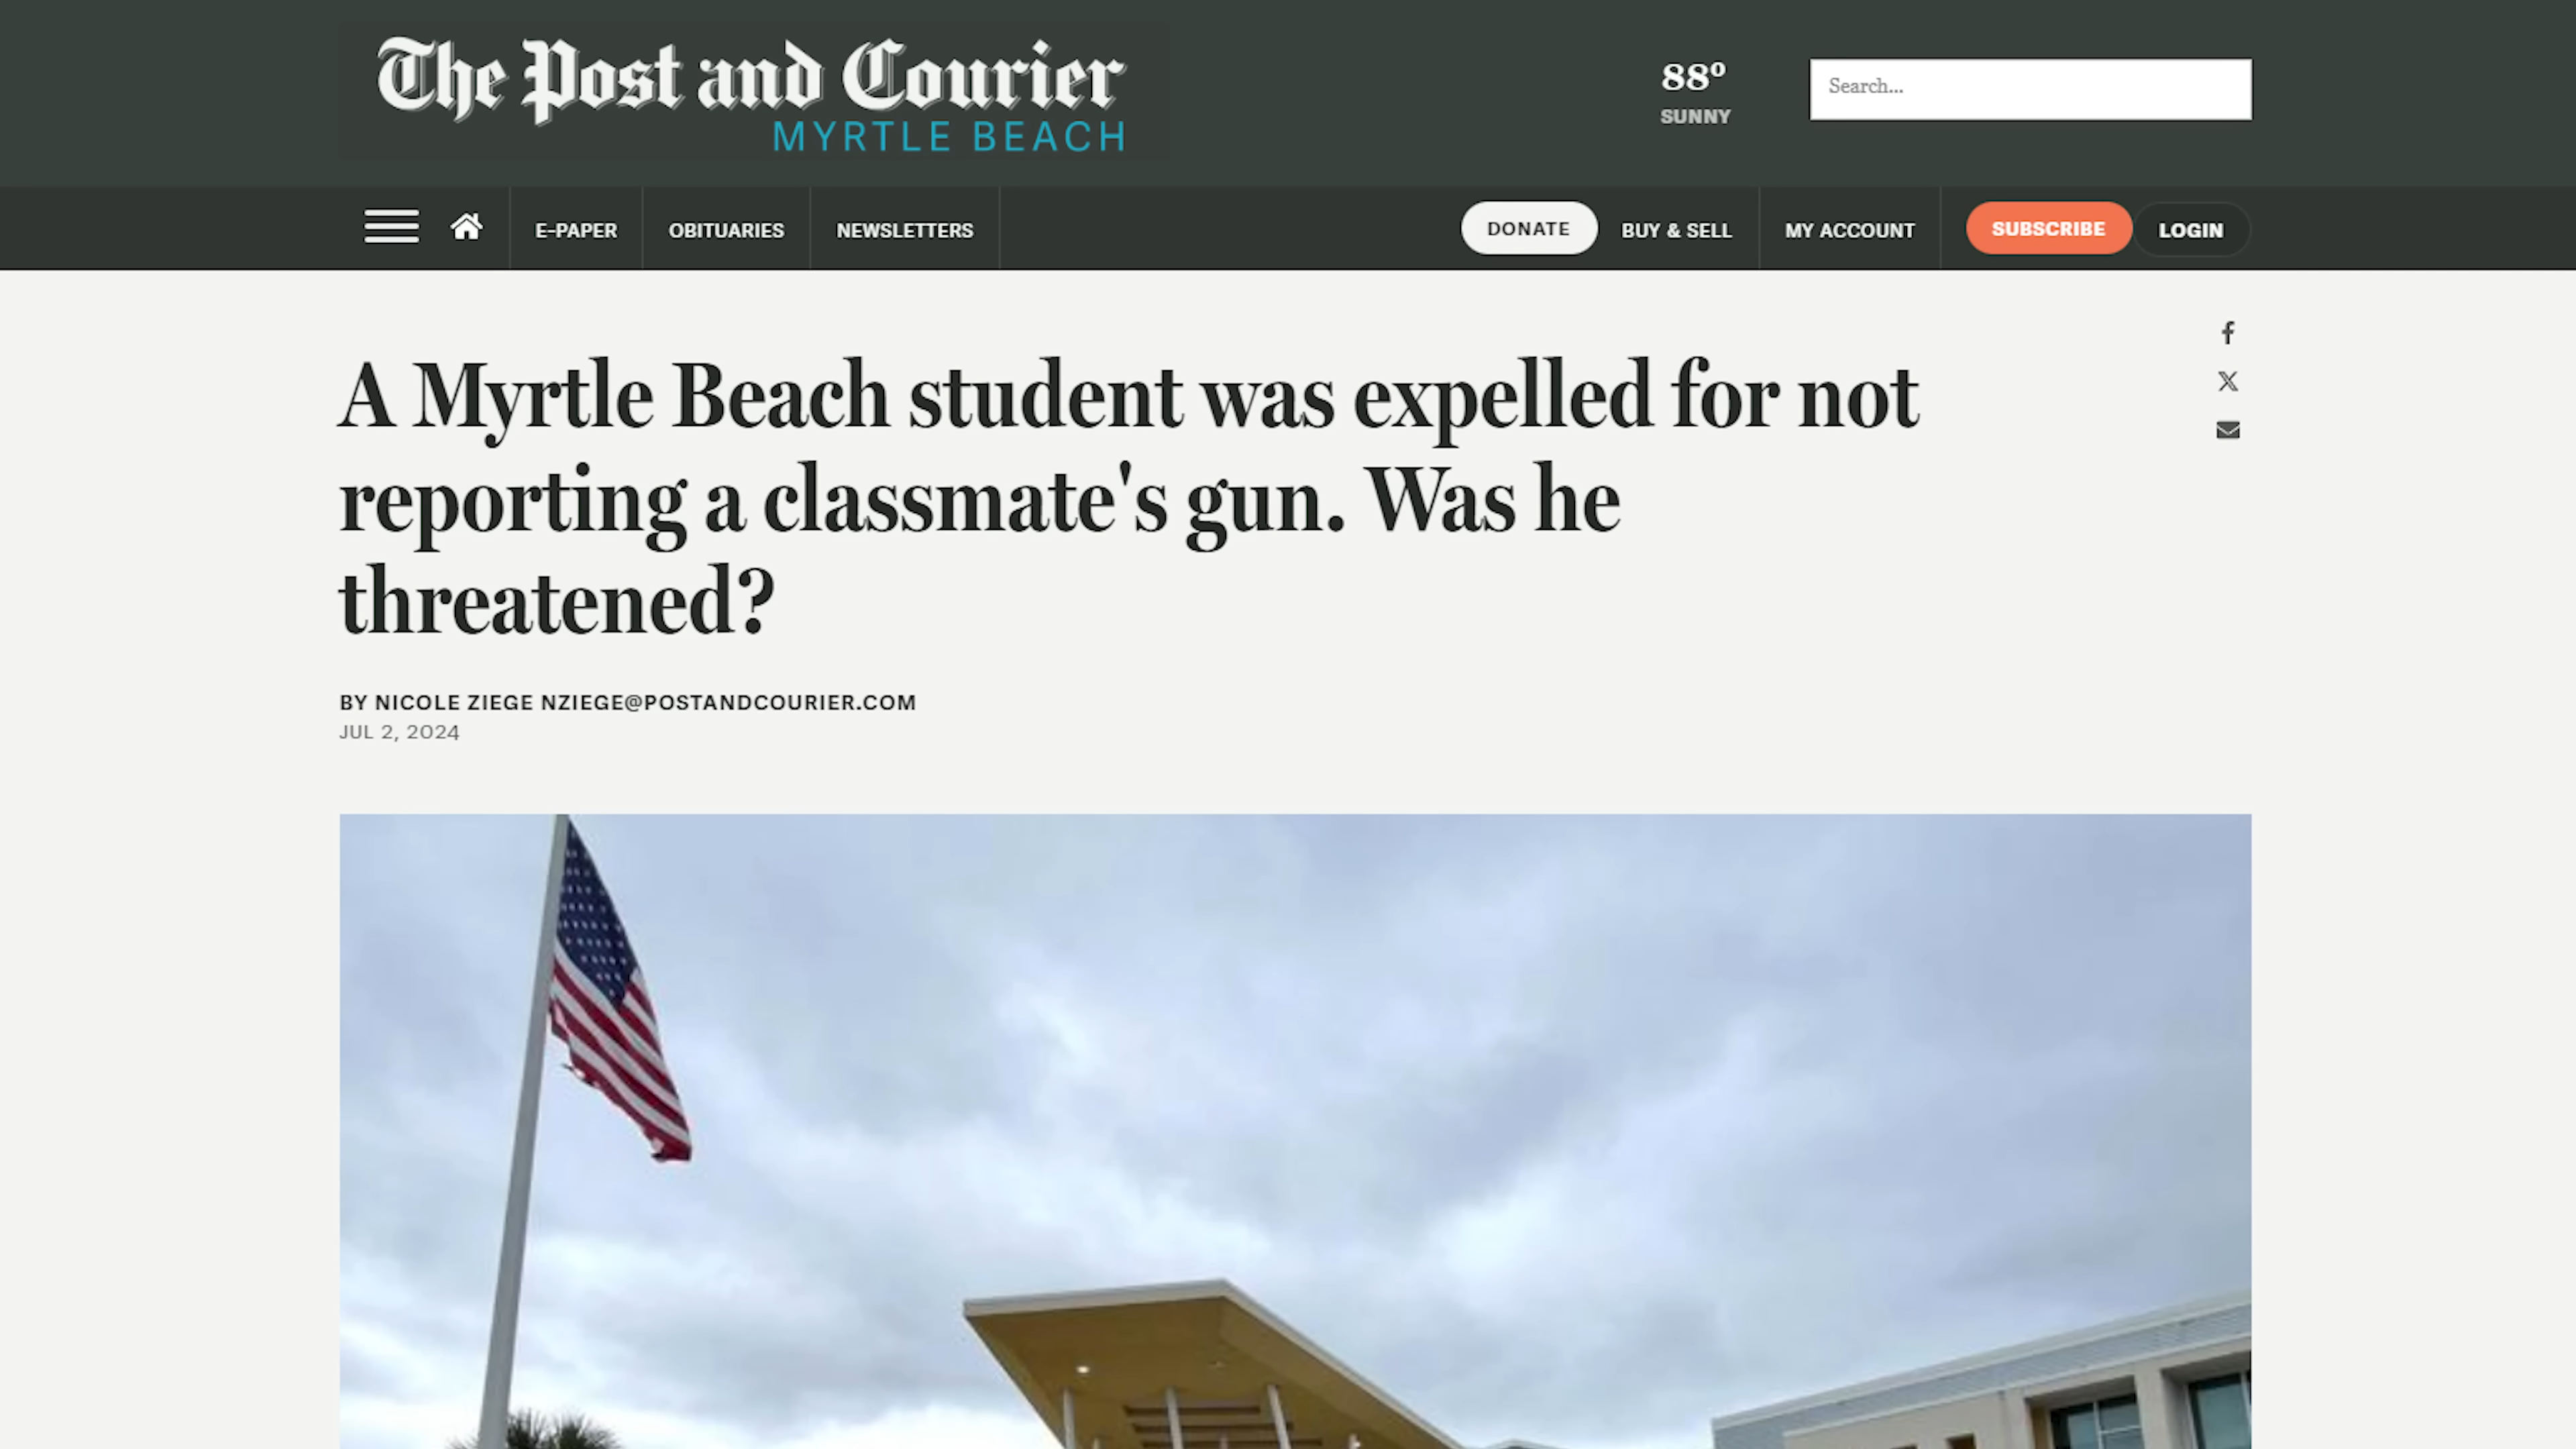 The Post and Courier
MYRTLE BEACH
88º
SUNNY
Search...
E-PAPER
OBITUARIES
NEWSLETTERS
DONATE
BUY & SELL
MY ACCOUNT
SUBSCRIBE
LOGIN
A Myrtle Beach student was expelled for not
reporting a classmate's gun. Was he
threatened?
BY NICOLE ZIEGE NZIEGE@POSTANDCOURIER.COM
JUL 2, 2024